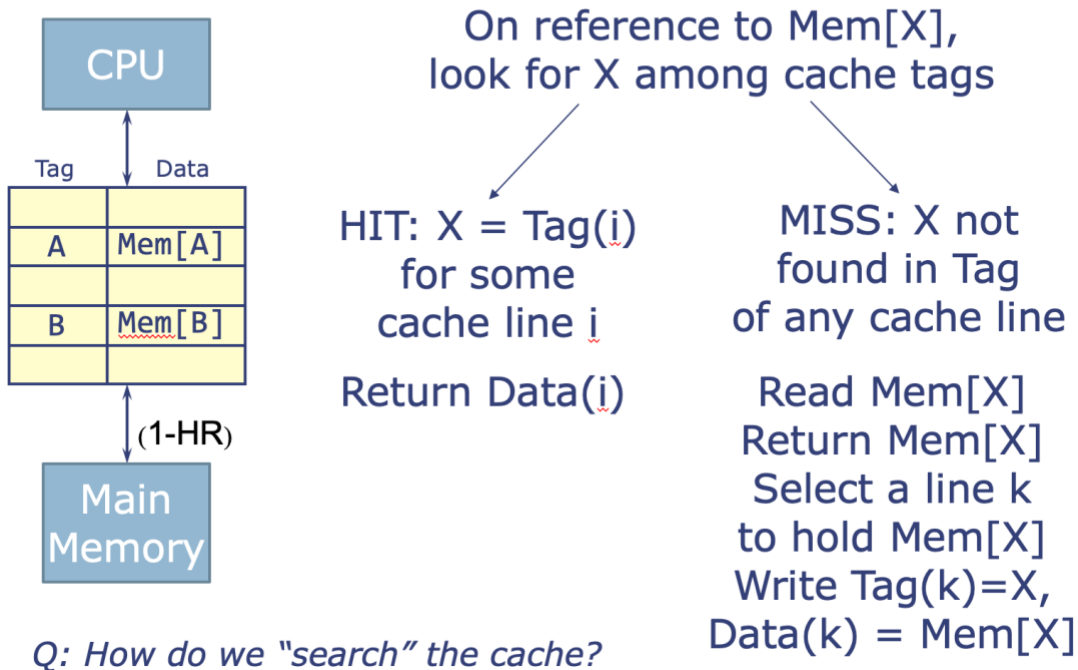 CPU
Tag Data
A Mem[A]
B Mem[B]
(1-HR)
Main
Memory
On reference to Mem[X],
look for X among cache tags
HIT: X = Tag(i)
for some
cache line i
Return Data(i)
MISS: X not
found in Tag
of any cache line
Read Mem[X]
Return Mem[X]
Select a line k
to hold Mem[X]
Write Tag(k)=X,
Data(k) = Mem[X]
Q: How do we “search” the cache?